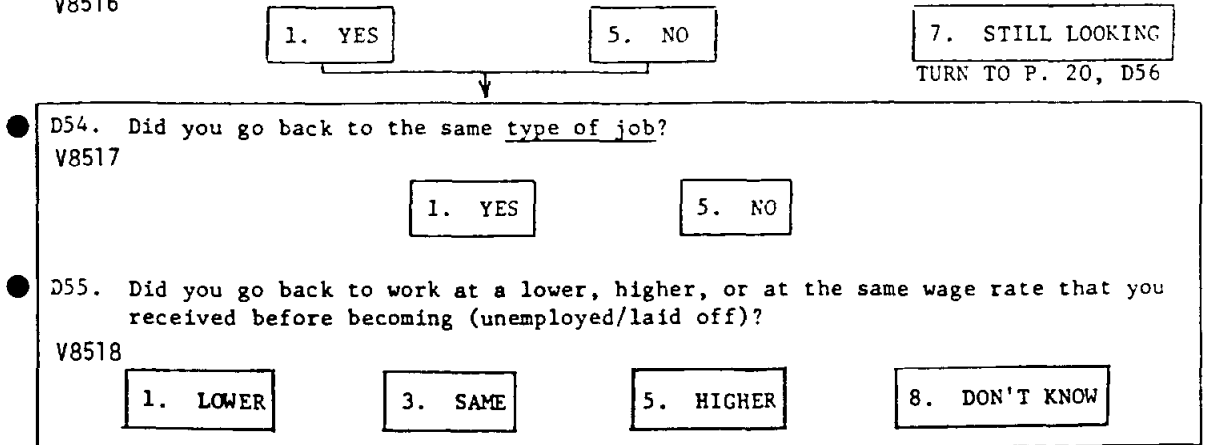 V8516
1. YES 5. NO 7. STILL LOOKING
TURN TO P. 20, D56
D54. Did you go back to the same type of job?
V8517
1. YES 5. NO
D55. Did you go back to work at a lower, higher, or at the same wage rate that you
received before becoming (unemployed/laid off)?
V8518
1. LOWER 3. SAME 5. HIGHER 8. DON'T KNOW